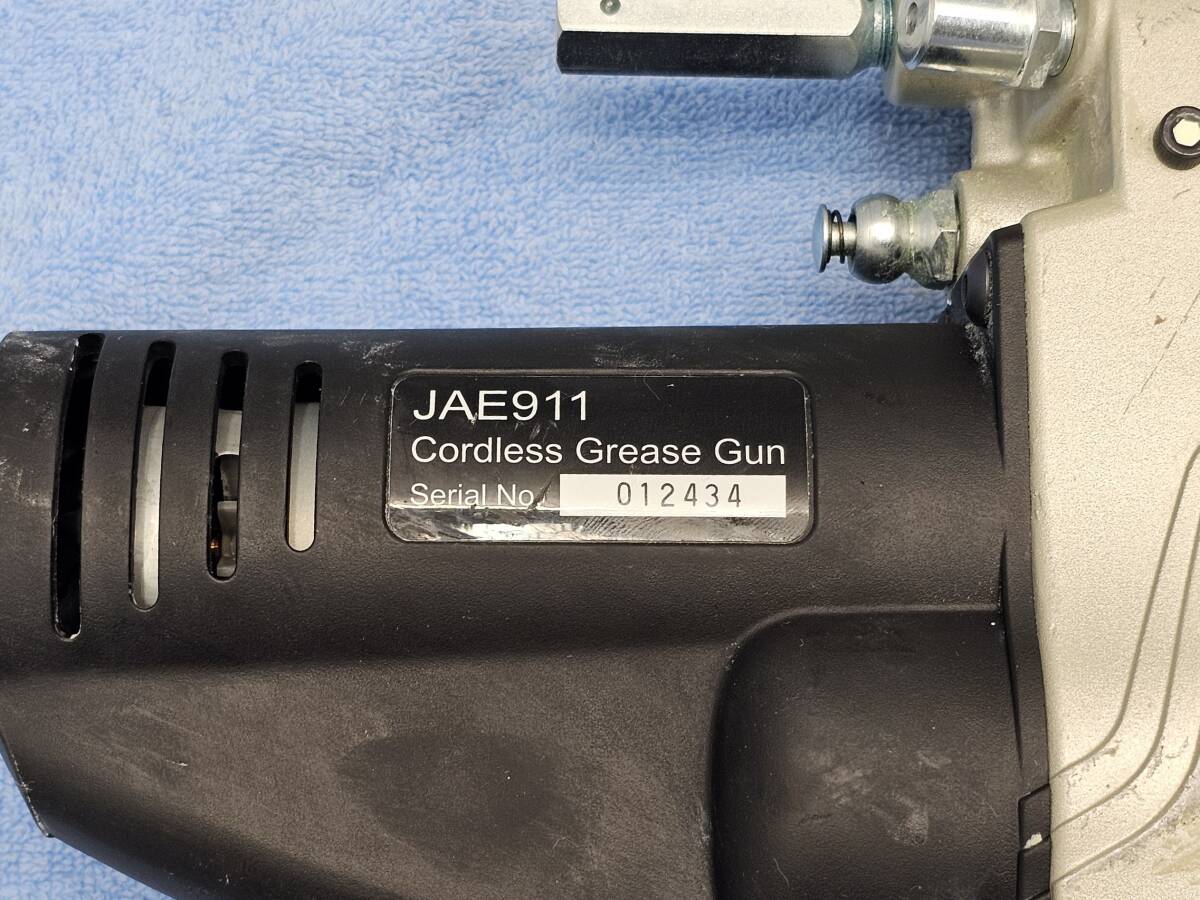 JAE911
Cordless Grease Gun
Serial No. 012434